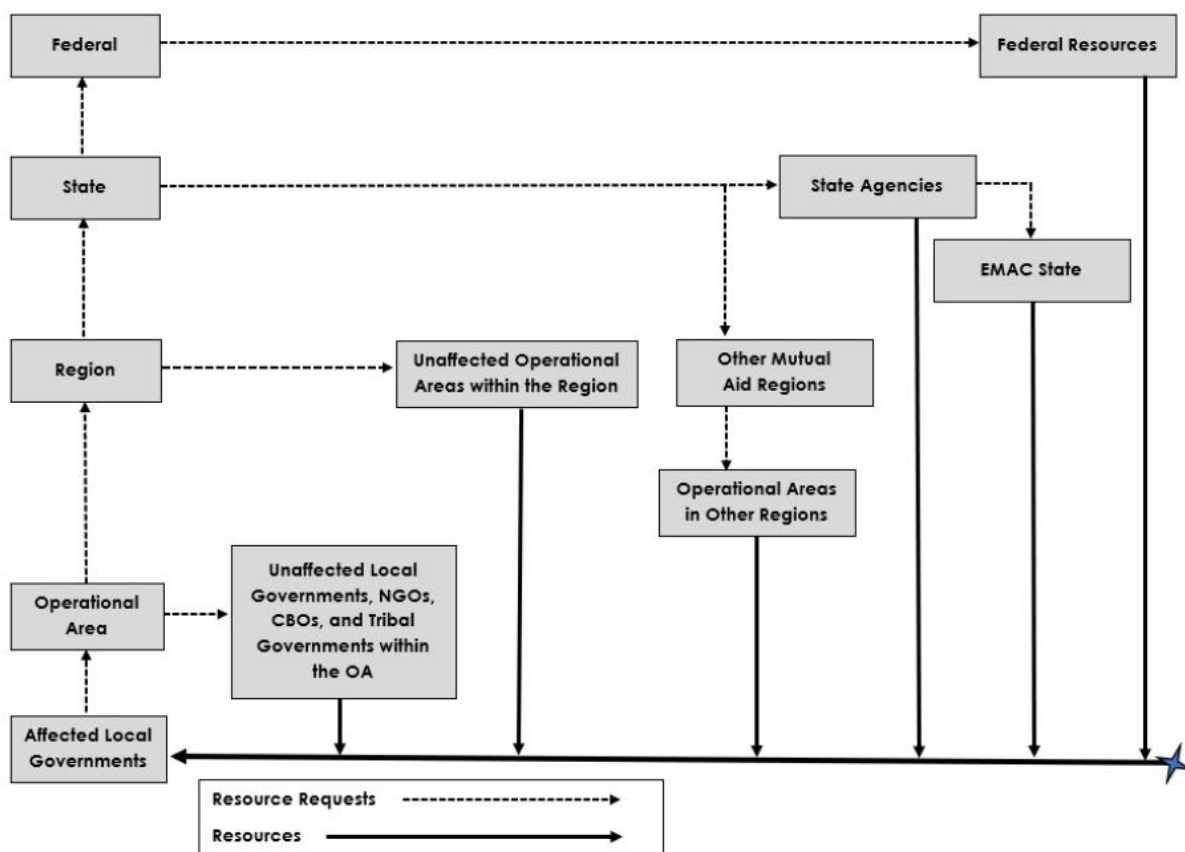 Federal
Federal Resources
State
State Agencies
EMAC State
Region
Unaffected Operational
Areas within the Region
Other Mutual
Aid Regions
Operational Areas
in Other Regions
Operational
Area
Unaffected Local
Governments, NGOs,
CBOs, and Tribal
Governments within
the OA
Affected Local
Governments
Resource Requests
Resources